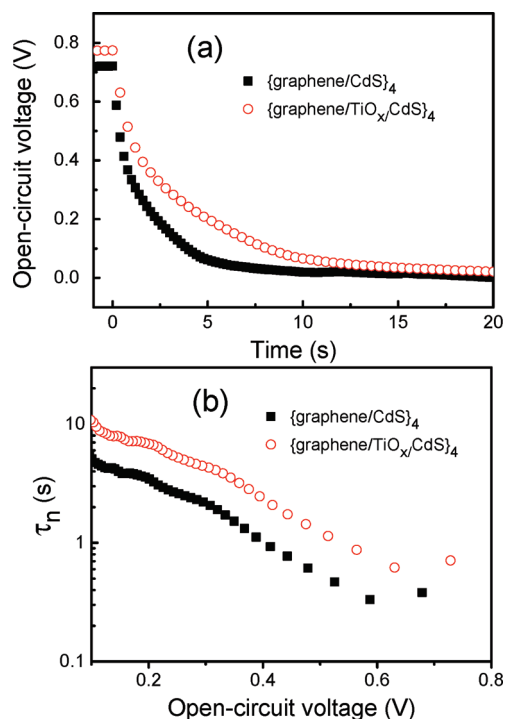 (a)
{graphene/CdS}4
{graphene/TiOx/CdS}4
Open-circuit voltage (V)
0.8
0.6
0.4
0.2
0.0
0 5 10 15 20
Time (s)
(b)
{graphene/CdS}4
{graphene/TiOx/CdS}4
τn (s)
10
1
0.1
0.2 0.4 0.6 0.8
Open-circuit voltage (V)